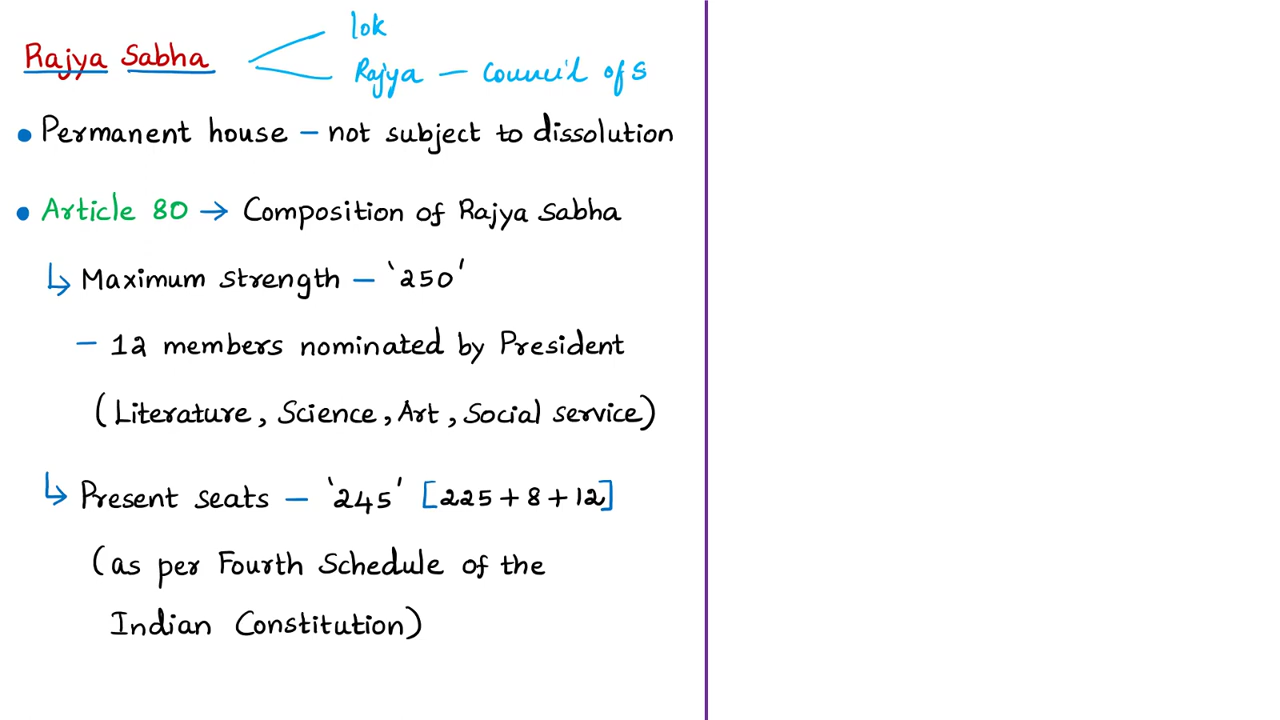 Rajya Sabha
lok
Rajya — Council of S
• Permanent house – not subject to dissolution
• Article 80 → Composition of Rajya Sabha
↳ Maximum strength – '250'
– 12 members nominated by President
(Literature, Science, Art, Social service)
↳ Present seats – '245' [225 + 8 + 12]
(as per Fourth Schedule of the
Indian Constitution)